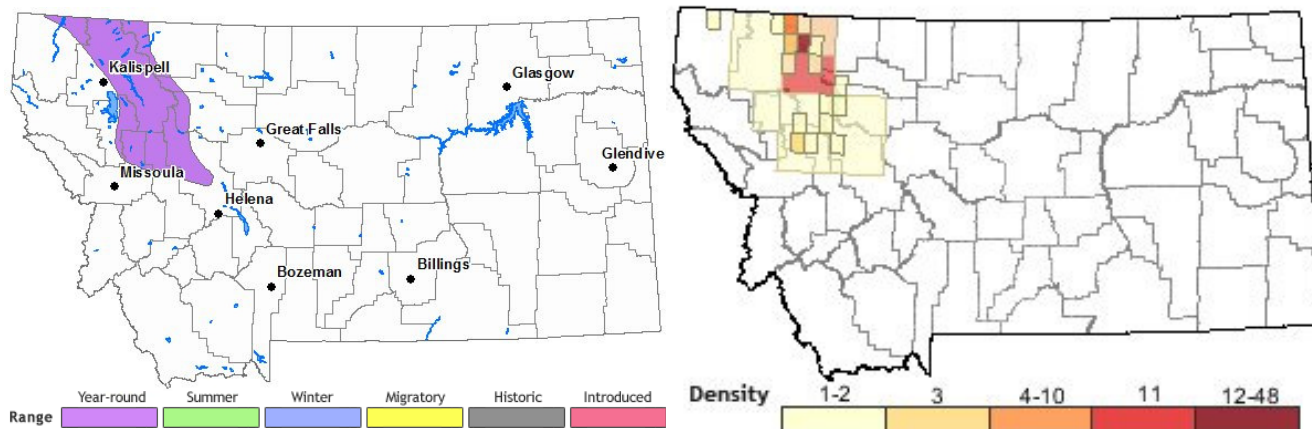 Kalispell
Glasgow
Great Falls
Glendive
Missoula
Helena
Bozeman
Billings
Range Year-round Summer Winter Migratory Historic Introduced
Density 1-2 3 4-10 11 12-48